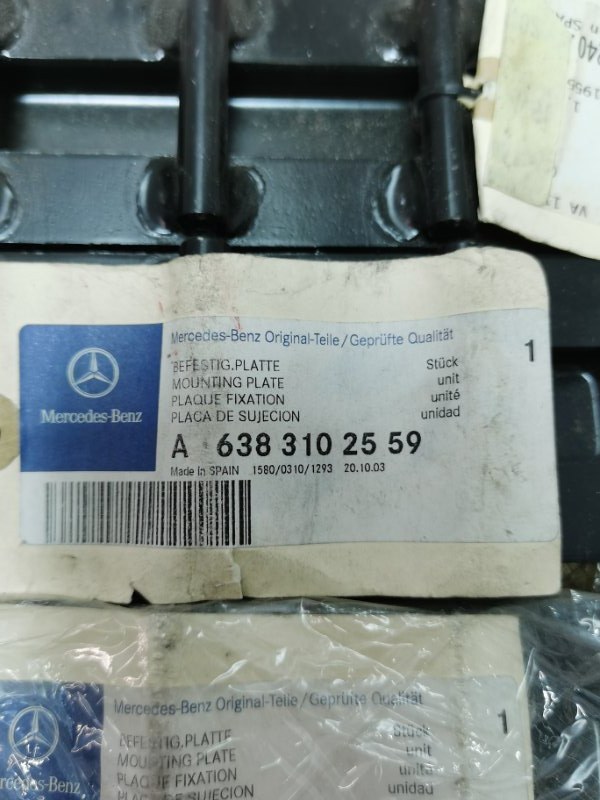 Mercedes-Benz Original-Teile/Geprüfte Qualität
BEFESTIG.PLATTE Stück 1
MOUNTING PLATE unit
PLAQUE FIXATION unité
PLACA DE SUJECION unidad
Mercedes-Benz
A 638 310 25 59
Made in SPAIN 1580/0310/1293 20.10.03
Mercedes-Benz Original-Teile/Geprüfte Qualität
BEFESTIG.PLATTE Stück 1
MOUNTING PLATE unit
PLAQUE FIXATION unité
PLACA DE SUJECION unidad